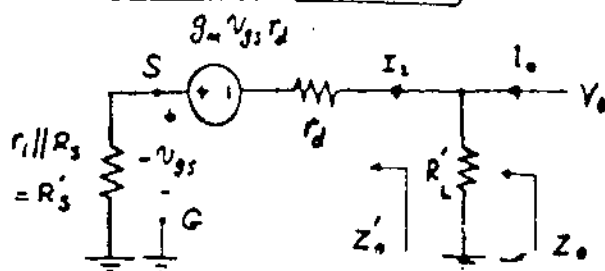 g_m v_gs r_d
S
+ -
I_2
I_o
V_o
+
r_d
r_i || R_s
= R'_s
- v_gs
-
G
R'_L
Z'_o
Z_o